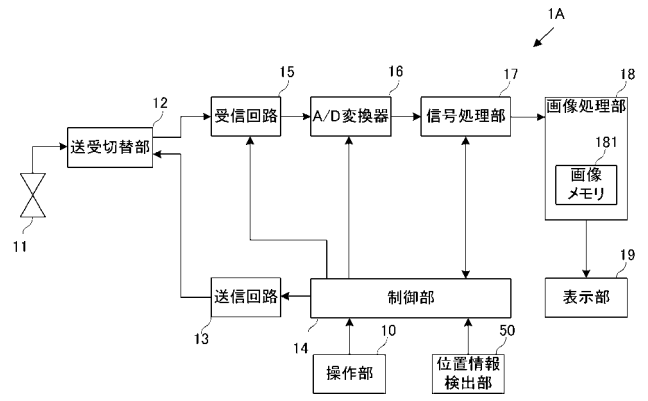 1A
15
16
17
18
12
受信回路
A/D変換器
信号処理部
画像処理部
送受切替部
181
画像
メモリ
11
19
送信回路
制御部
表示部
13
14
10
50
操作部
位置情報
検出部